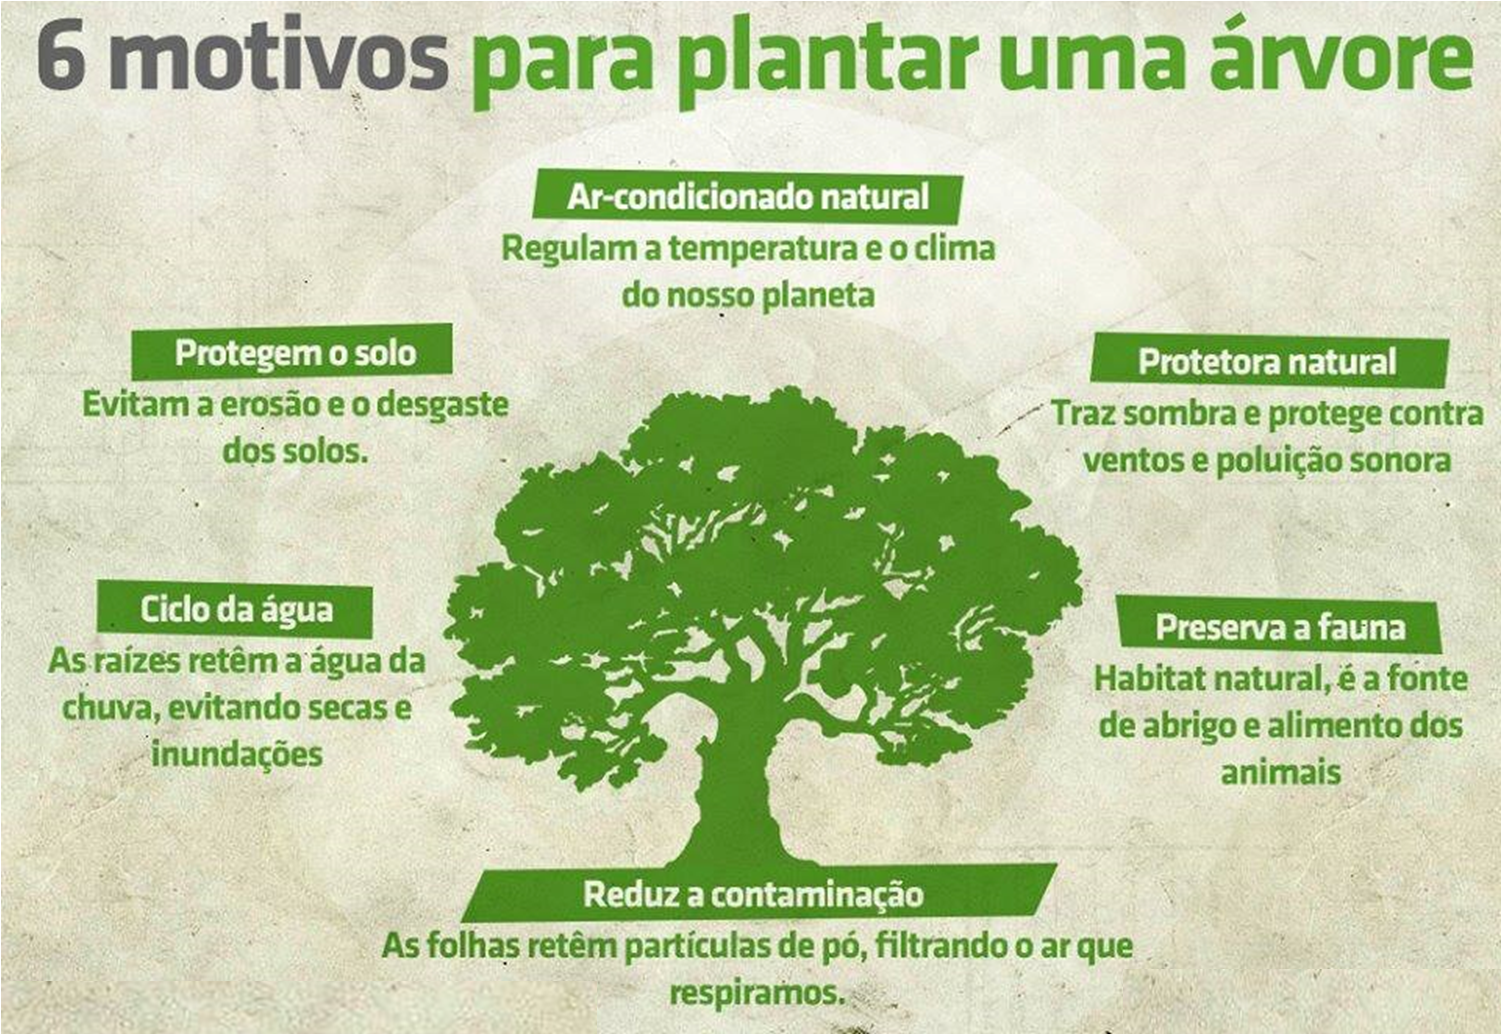 6 motivos para plantar uma árvore
Ar-condicionado natural
Regulam a temperatura e o clima
do nosso planeta
Protegem o solo
Evitam a erosão e o desgaste
dos solos.
Protetora natural
Traz sombra e protege contra
ventos e poluição sonora
Ciclo da água
As raízes retêm a água da
chuva, evitando secas e
inundações
Preserva a fauna
Habitat natural, é a fonte
de abrigo e alimento dos
animais
Reduz a contaminação
As folhas retêm partículas de pó, filtrando o ar que
respiramos.